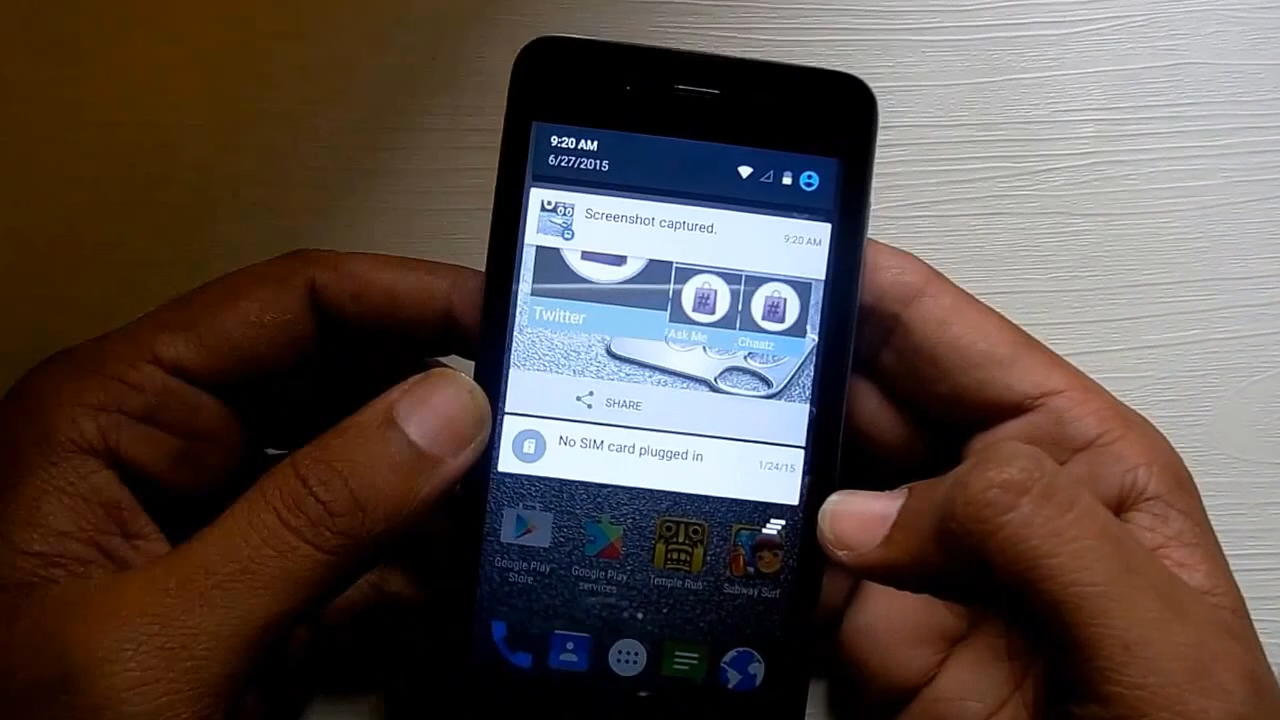 9:20 AM
6/27/2015
Screenshot captured.
9:20 AM
#
#
Twitter
Ask Me
Chaatz
SHARE
No SIM card plugged in
1/24/15
Google Play Store
Google Play services
Temple Run
Subway Surf